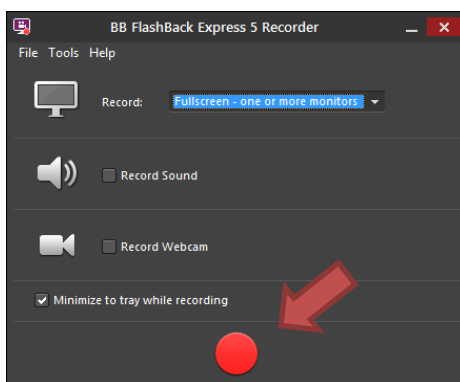 BB FlashBack Express 5 Recorder
File Tools Help
Record: Fullscreen - one or more monitors
Record Sound
Record Webcam
Minimize to tray while recording